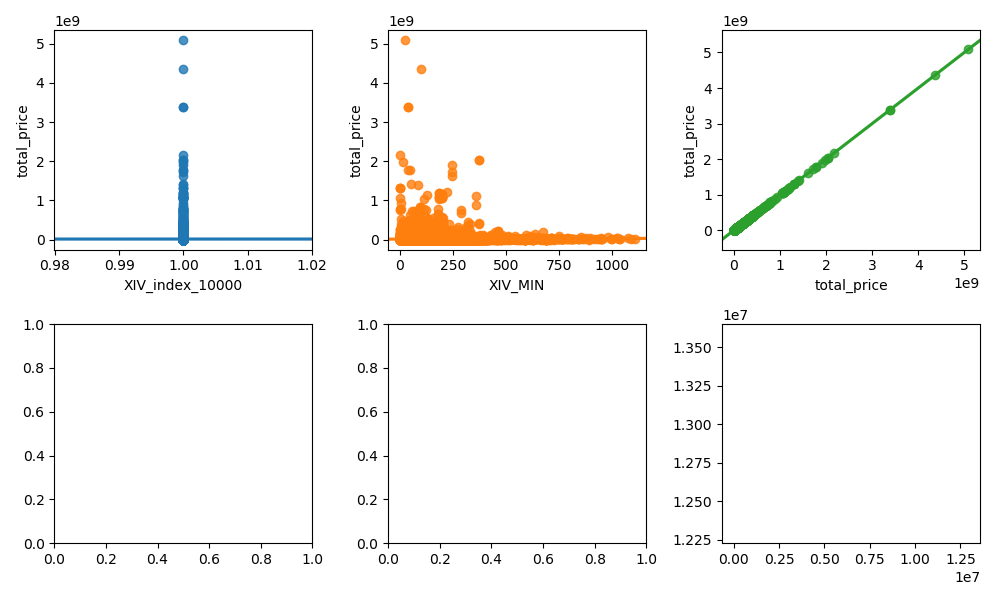 1e9
5
4
3
2
1
0
total_price
0.98 0.99 1.00 1.01 1.02
XIV_index_10000
1e9
5
4
3
2
1
0
total_price
0 250 500 750 1000
XIV_MIN
1e9
5
4
3
2
1
0
total_price
0 1 2 3 4 5
1e9
total_price
1.0
0.8
0.6
0.4
0.2
0.0
0.0 0.2 0.4 0.6 0.8 1.0
1.0
0.8
0.6
0.4
0.2
0.0
0.0 0.2 0.4 0.6 0.8 1.0
1e7
1.350
1.325
1.300
1.275
1.250
1.225
0.00 0.25 0.50 0.75 1.00 1.25
1e7